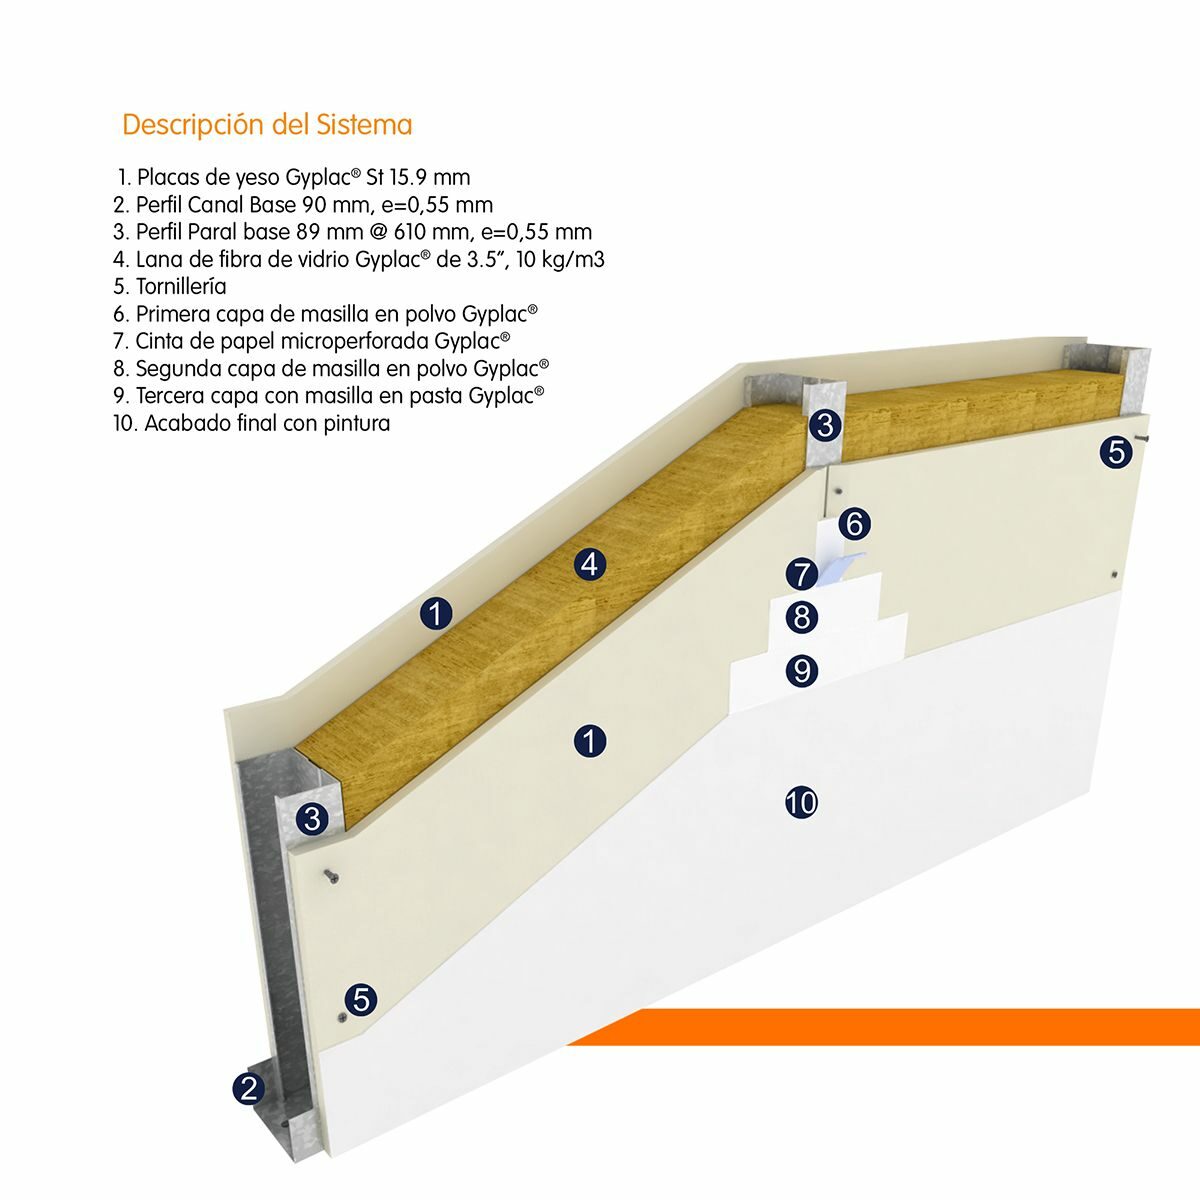 Descripción del Sistema
1. Placas de yeso Gyplac® St 15.9 mm
2. Perfil Canal Base 90 mm, e=0,55 mm
3. Perfil Paral base 89 mm @ 610 mm, e=0,55 mm
4. Lana de fibra de vidrio Gyplac® de 3.5”, 10 kg/m3
5. Tornillería
6. Primera capa de masilla en polvo Gyplac®
7. Cinta de papel microperforada Gyplac®
8. Segunda capa de masilla en polvo Gyplac®
9. Tercera capa con masilla en pasta Gyplac®
10. Acabado final con pintura
3
5
6
4
7
1
8
9
1
10
3
5
2